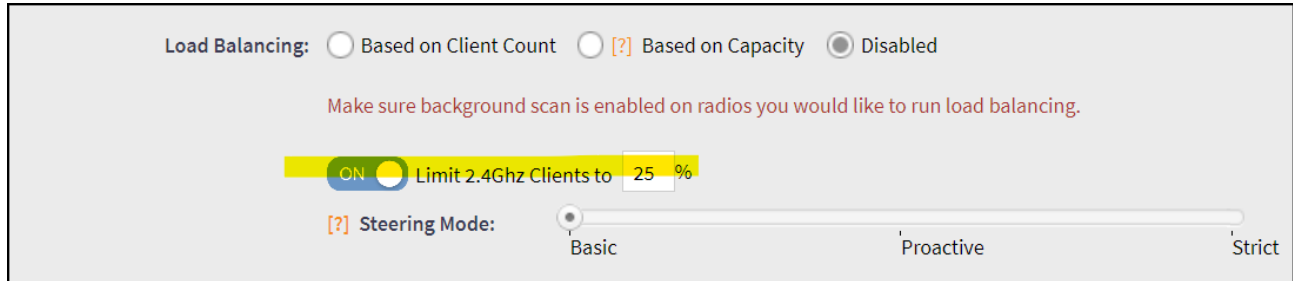 Load Balancing: Based on Client Count [?] Based on Capacity Disabled
Make sure background scan is enabled on radios you would like to run load balancing.
ON Limit 2.4Ghz Clients to 25 %
[?] Steering Mode:
Basic Proactive Strict